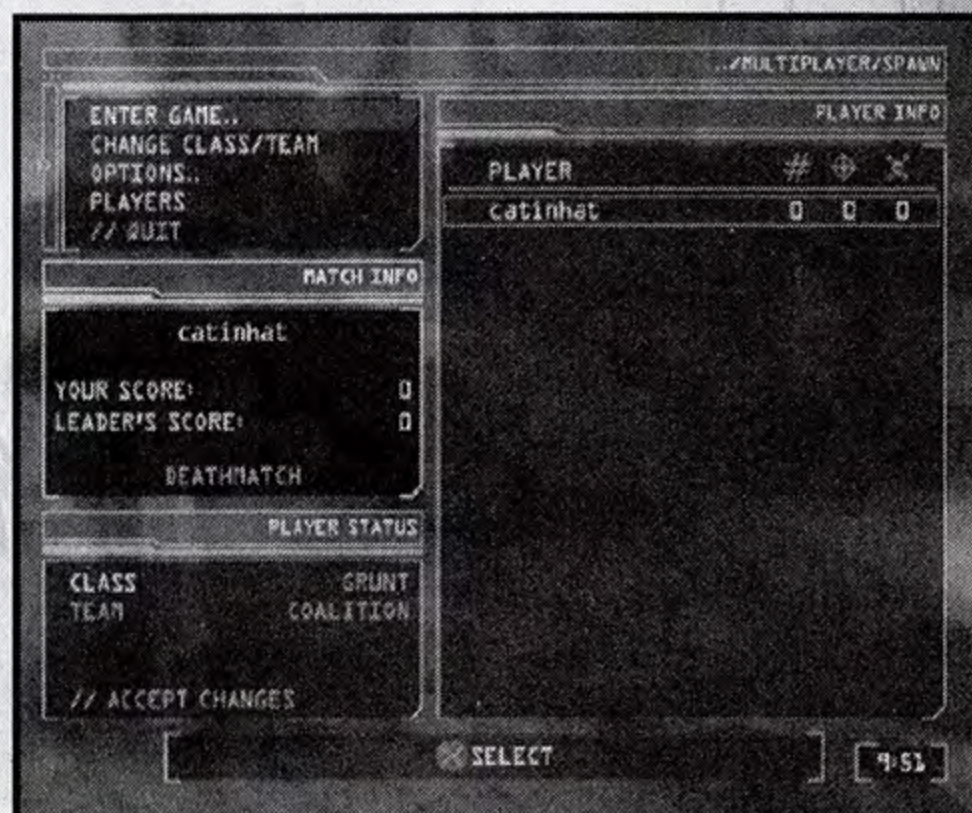 ../MULTIPLAYER/SPAWN
ENTER GAME..
CHANGE CLASS/TEAM
OPTIONS..
PLAYERS
// QUIT
MATCH INFO
catinhat
YOUR SCORE: 0
LEADER'S SCORE: 0
DEATHMATCH
PLAYER STATUS
CLASS GRUNT
TEAM COALITION
// ACCEPT CHANGES
PLAYER INFO
PLAYER #
catinhat 0 0 0
SELECT
9:51